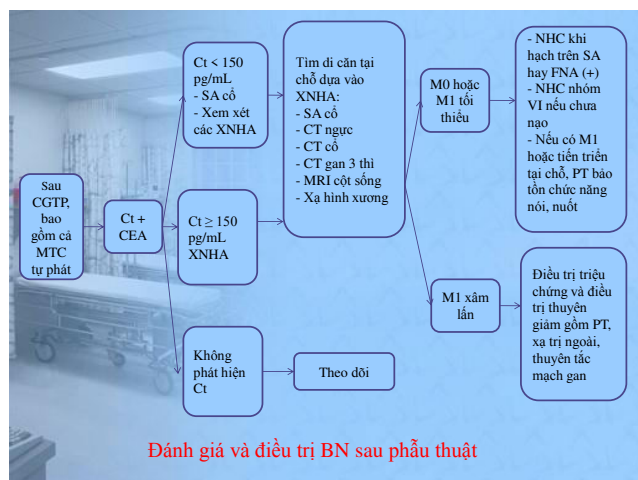 Sau
CGTP,
bao
gồm cả
MTC
tự phát
Ct +
CEA
Ct < 150
pg/mL
- SA cổ
- Xem xét
các XNHA
Ct ≥ 150
pg/mL
XNHA
Không
phát hiện
Ct
Tìm di căn tại
chỗ dựa vào
XNHA:
- SA cổ
- CT ngực
- CT cổ
- CT gan 3 thì
- MRI cột sống
- Xạ hình xương
Theo dõi
M0 hoặc
M1 tối
thiểu
M1 xâm
lấn
- NHC khi
hạch trên SA
hay FNA (+)
- NHC nhóm
VI nếu chưa
nạo
- Nếu có M1
hoặc tiến triển
tại chỗ, PT bảo
tồn chức năng
nói, nuốt
Điều trị triệu
chứng và điều
trị thuyên
giảm gồm PT,
xạ trị ngoài,
thuyên tắc
mạch gan
Đánh giá và điều trị BN sau phẫu thuật